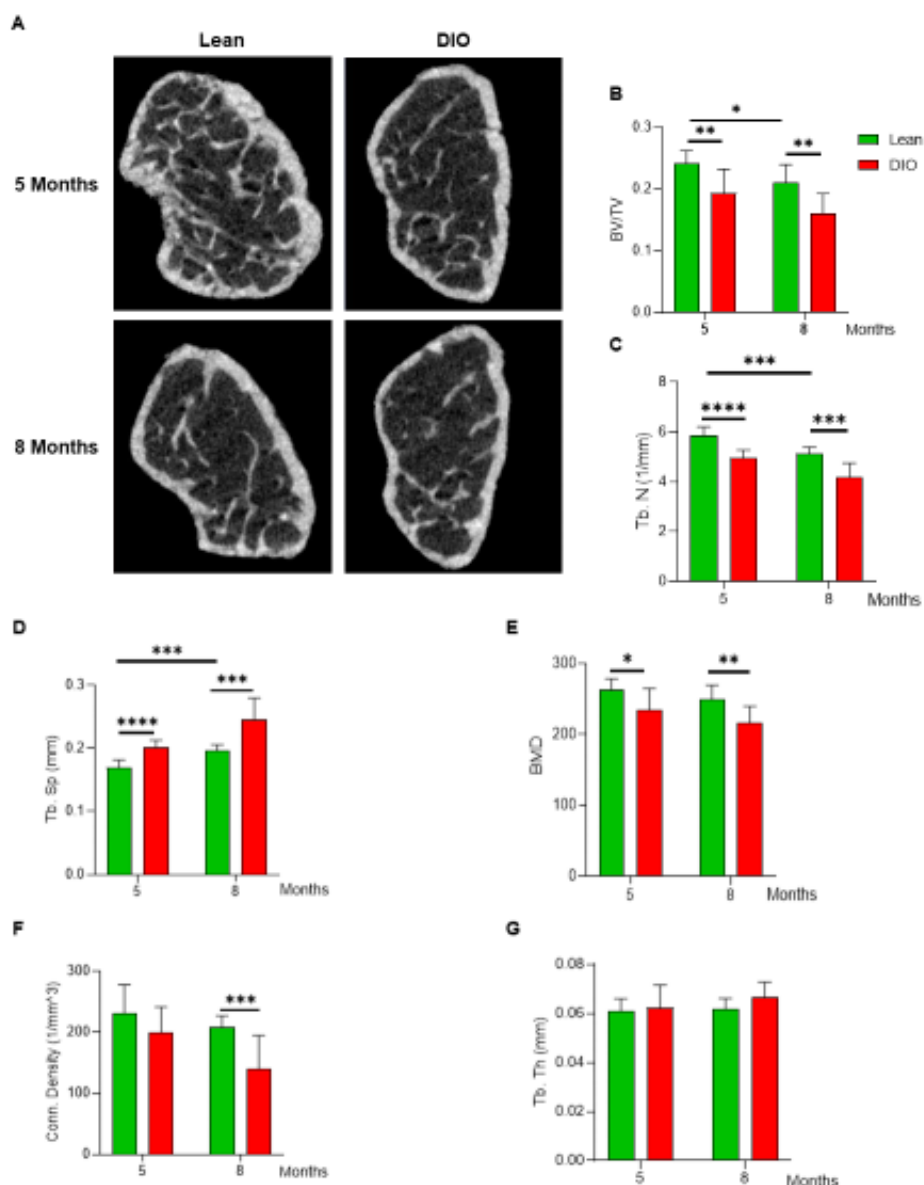 A
Lean
DIO
5 Months
8 Months
B
*
**
**
Lean
DIO
BV/TV
0.3
0.2
0.1
0.0
5
8
Months
C
***
****
***
Tb. N (1/mm)
8
6
4
2
0
5
8
Months
D
***
****
***
Tb. Sp (mm)
0.3
0.2
0.1
0.0
5
8
Months
E
*
**
BMD
300
200
100
0
5
8
Months
F
***
Conn. Density (1/mm^3)
300
200
100
0
5
8
Months
G
Tb. Th (mm)
0.08
0.06
0.04
0.02
0.00
5
8
Months